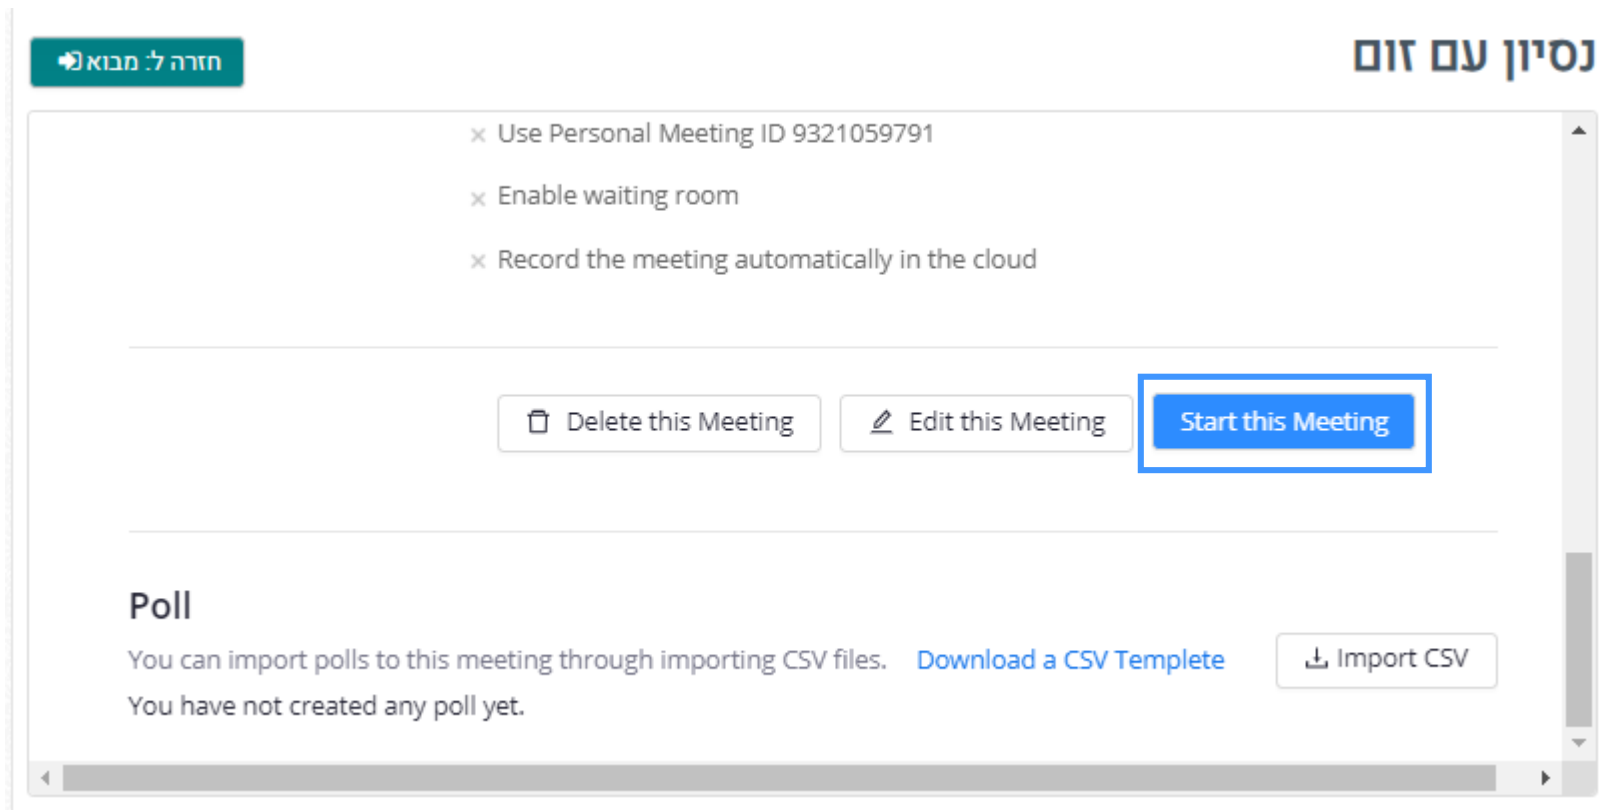 נסיון עם זום
חזרה ל: מבוא
Use Personal Meeting ID 9321059791
Enable waiting room
Record the meeting automatically in the cloud
Delete this Meeting
Edit this Meeting
Start this Meeting
Poll
You can import polls to this meeting through importing CSV files. Download a CSV Templete
Import CSV
You have not created any poll yet.